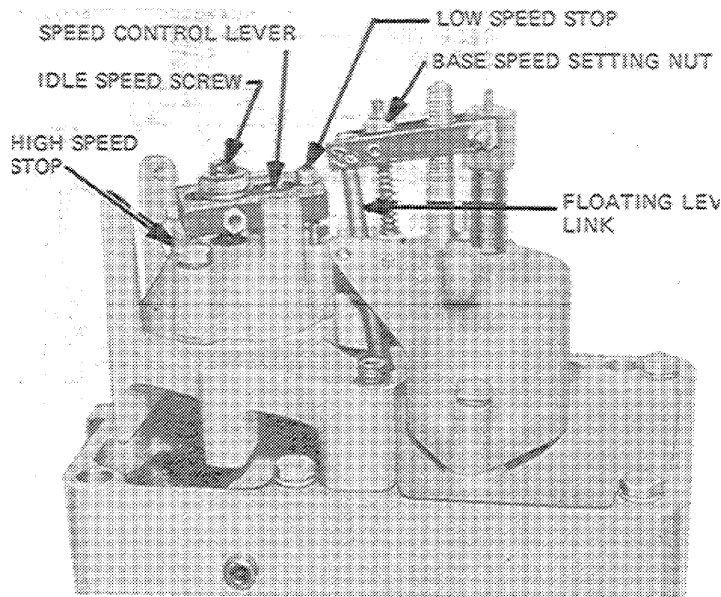 LOW SPEED STOP
SPEED CONTROL LEVER
BASE SPEED SETTING NUT
IDLE SPEED SCREW
HIGH SPEED
STOP
FLOATING LEV
LINK